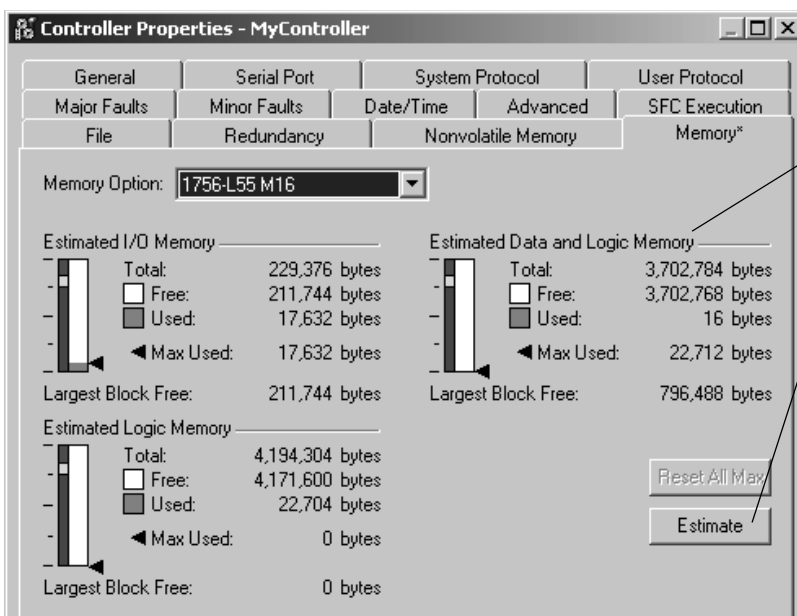 Controller Properties - MyController
General Serial Port System Protocol User Protocol
Major Faults Minor Faults Date/Time Advanced SFC Execution
File Redundancy Nonvolatile Memory Memory*
Memory Option: 1756-L55 M16
Estimated I/O Memory
Total: 229,376 bytes
Free: 211,744 bytes
Used: 17,632 bytes
Max Used: 17,632 bytes
Largest Block Free: 211,744 bytes
Estimated Data and Logic Memory
Total: 3,702,784 bytes
Free: 3,702,768 bytes
Used: 16 bytes
Max Used: 22,712 bytes
Largest Block Free: 796,488 bytes
Estimated Logic Memory
Total: 4,194,304 bytes
Free: 4,171,600 bytes
Used: 22,704 bytes
Max Used: 0 bytes
Largest Block Free: 0 bytes
Reset All Max
Estimate